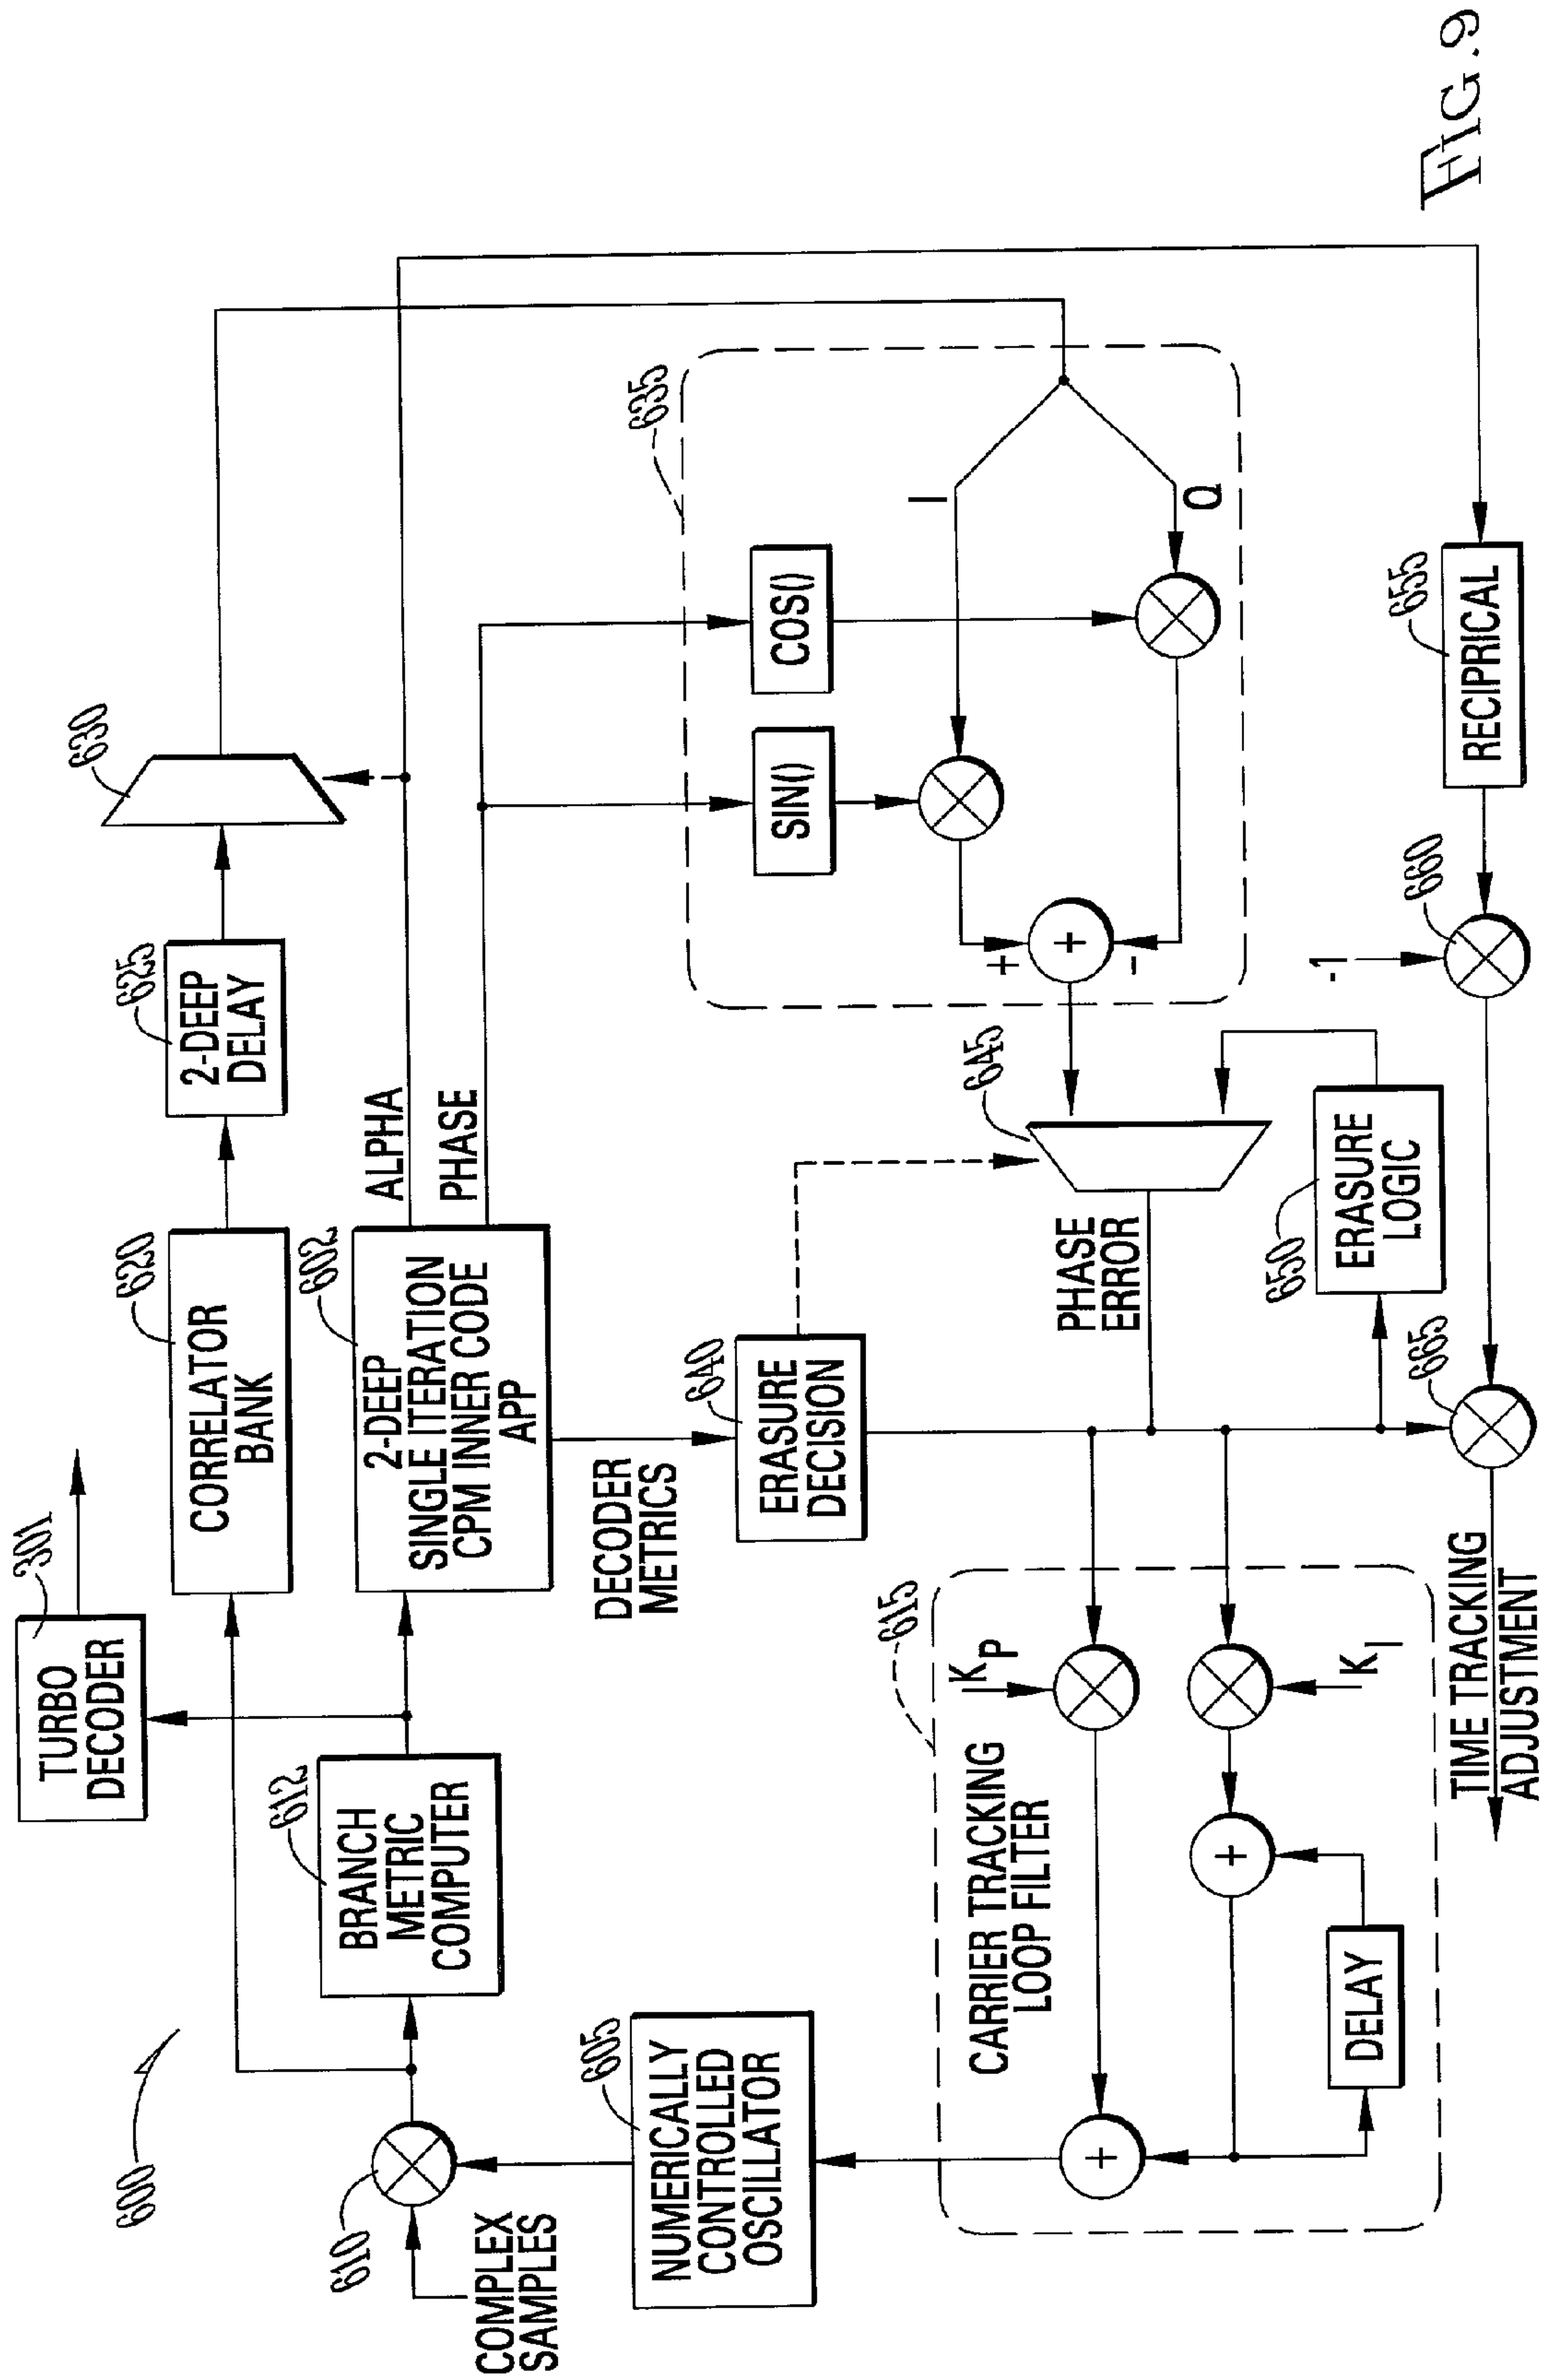 600
610
COMPLEX
SAMPLES
NUMERICALLY
CONTROLLED
OSCILLATOR
605
BRANCH
METRIC
COMPUTER
612
TURBO
DECODER
301
CORRELATOR
BANK
620
2-DEEP
SINGLE ITERATION
CPM INNER CODE
APP
602
2-DEEP
DELAY
625
630
ALPHA
PHASE
DECODER
METRICS
ERASURE
DECISION
640
635
SIN()
COS()
I
Q
+
+
-
645
PHASE
ERROR
ERASURE
LOGIC
650
615
CARRIER TRACKING
LOOP FILTER
KP
KI
+
+
DELAY
TIME TRACKING
ADJUSTMENT
665
-1
660
RECIPRICAL
655
FIG.9